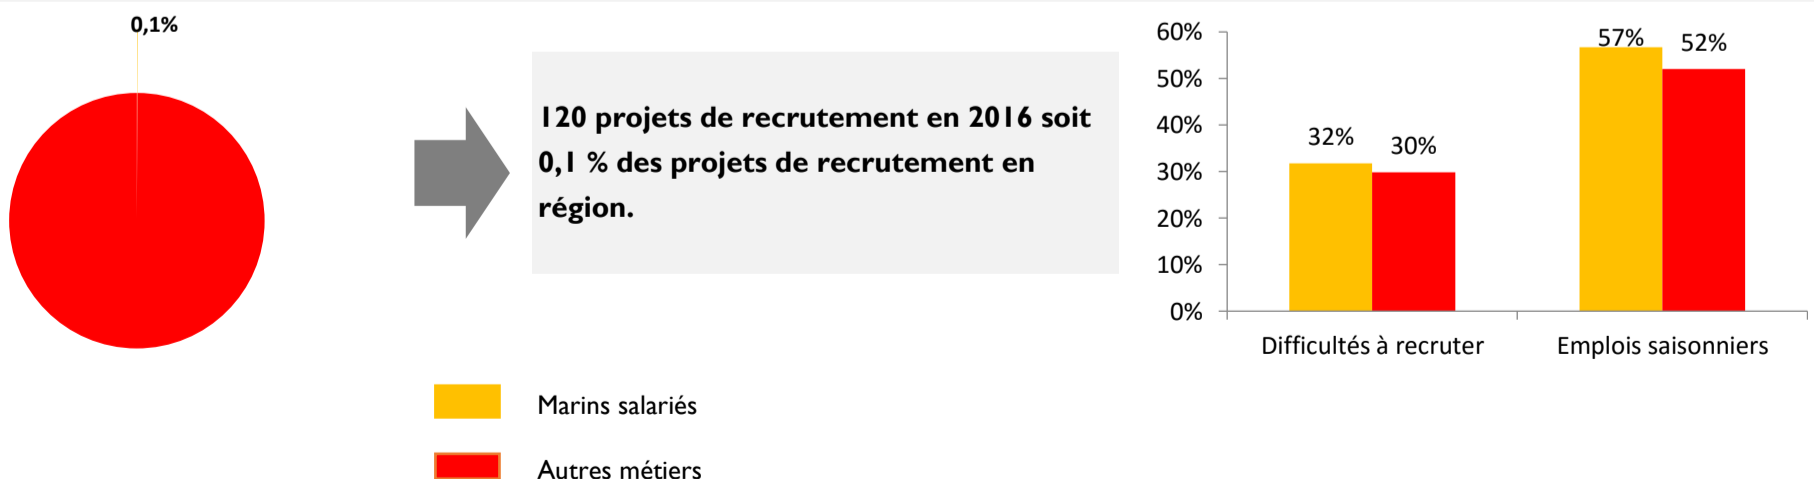 0,1%
120 projets de recrutement en 2016 soit
0,1 % des projets de recrutement en
région.
60%
50%
40%
30%
20%
10%
0%
32%
30%
57%
52%
Difficultés à recruter
Emplois saisonniers
Marins salariés
Autres métiers